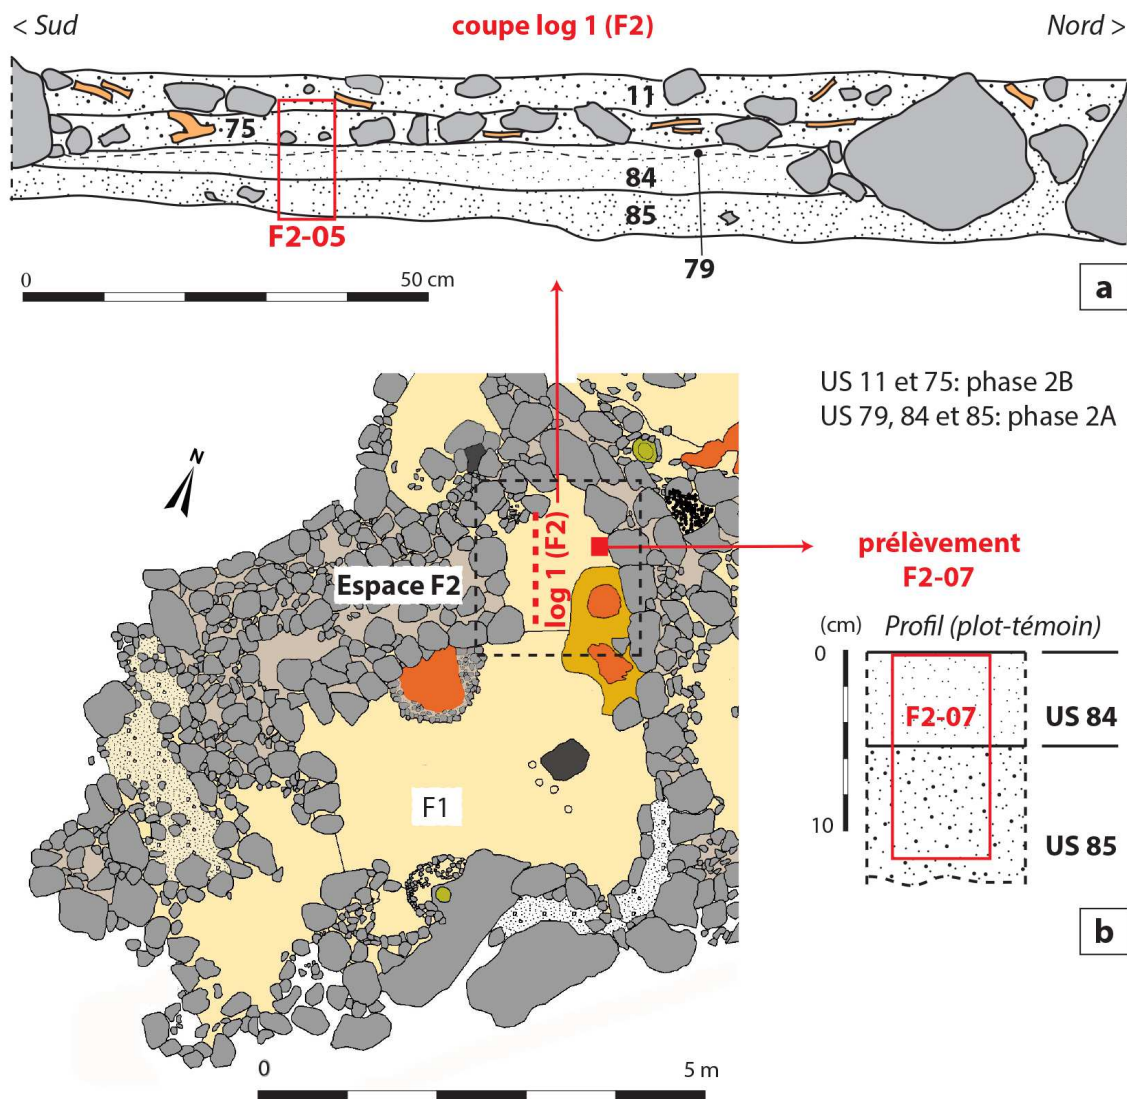 < Sud coupe log 1 (F2) Nord >
11
75
84
85
F2-05
79
0 50 cm
a
US 11 et 75: phase 2B
US 79, 84 et 85: phase 2A
N
Espace F2
log 1 (F2)
prélèvement
F2-07
(cm) Profil (plot-témoin)
0
F2-07
US 84
F1
10
US 85
b
0 5 m